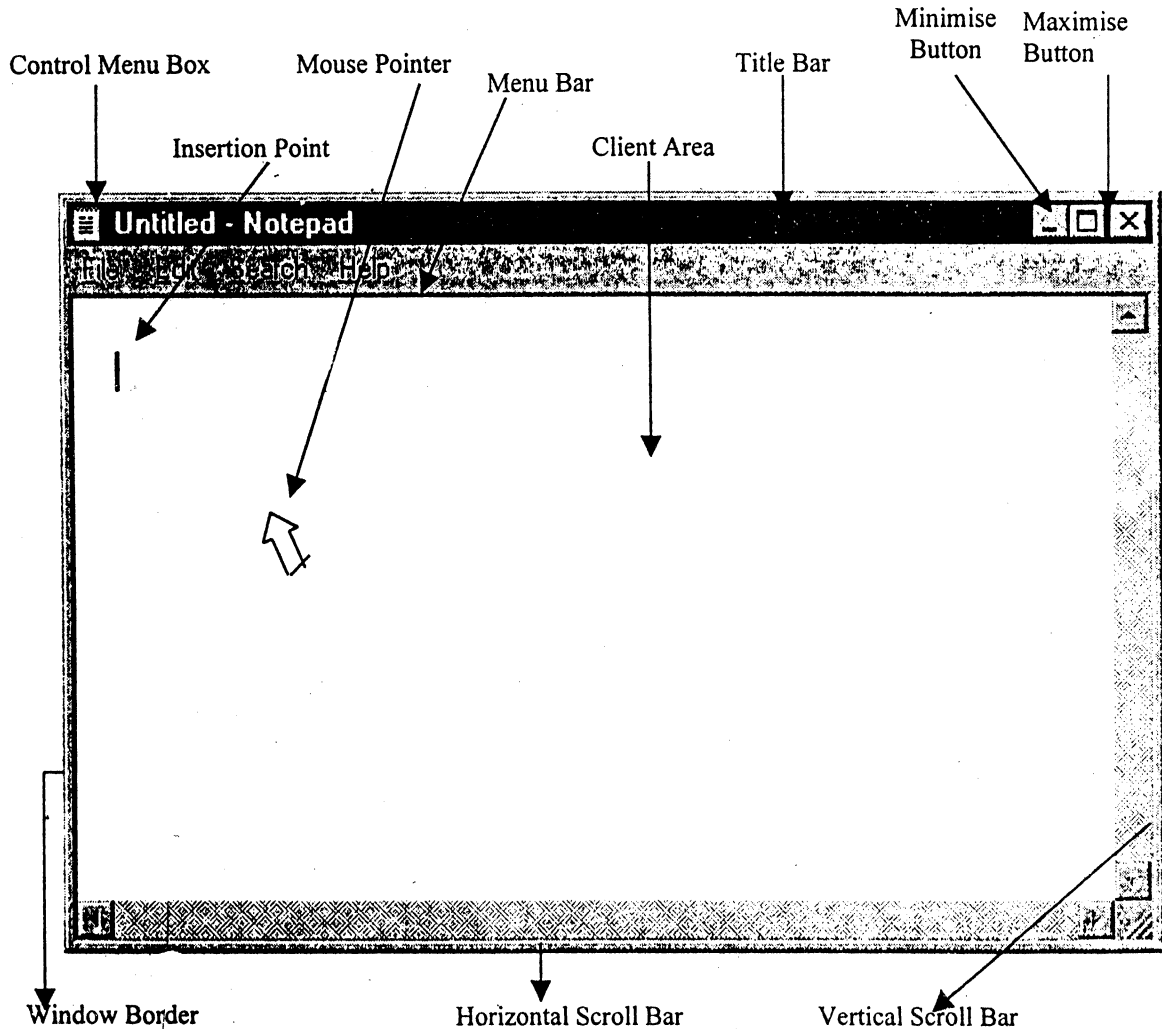 Minimise Button
Maximise Button
Control Menu Box
Mouse Pointer
Menu Bar
Title Bar
Insertion Point
Client Area
Untitled - Notepad
File Edit Search Help
Window Border
Horizontal Scroll Bar
Vertical Scroll Bar